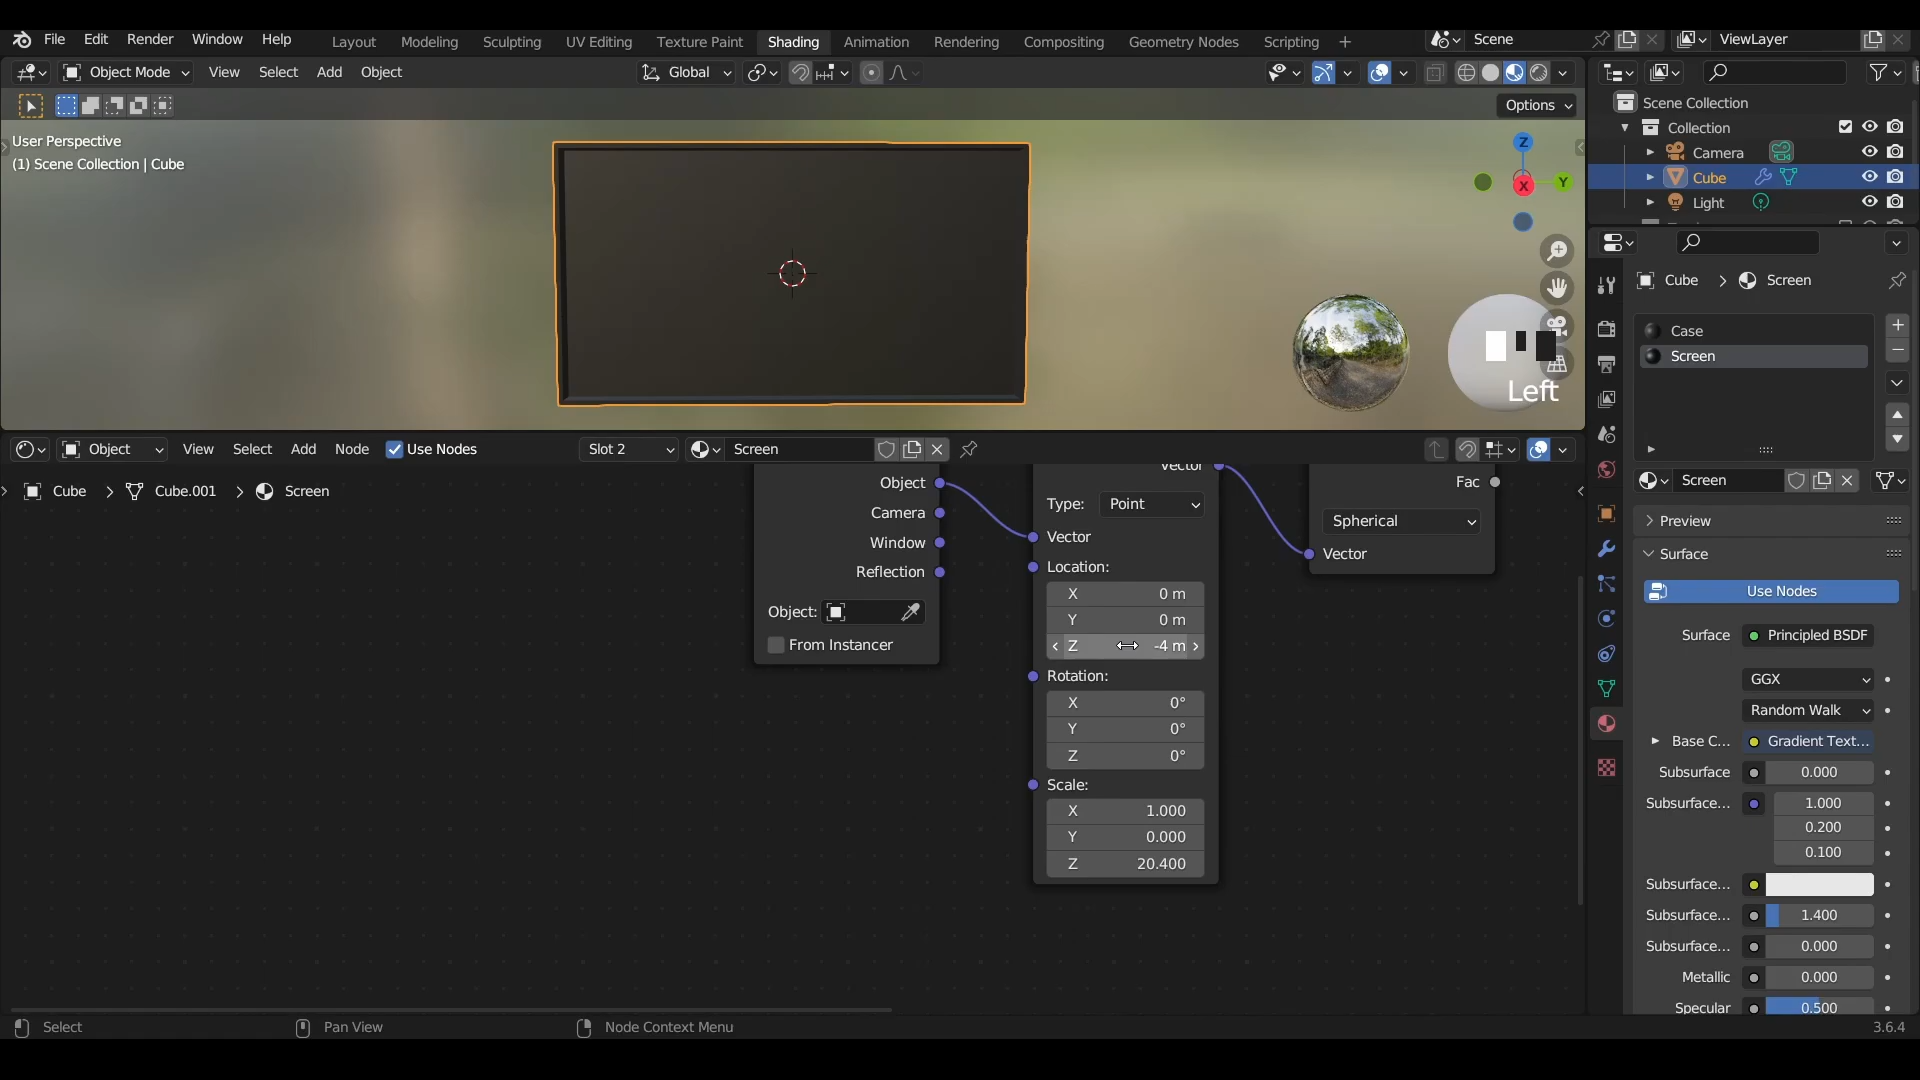 File Edit Render Window Help Layout Modeling Sculpting UV Editing Texture Paint Shading Animation Rendering Compositing Geometry Nodes Scripting + Scene ViewLayer
Object Mode View Select Add Object Global
Options
User Perspective
(1) Scene Collection | Cube
Z
Y
X
Left
Scene Collection
Collection
Camera
Cube
Light
Cube > Screen
Case
Screen
Screen
Preview
Surface
Use Nodes
Surface Principled BSDF
GGX
Random Walk
Base C... Gradient Text...
Subsurface 0.000
Subsurface... 1.000
0.200
0.100
Subsurface...
Subsurface... 1.400
Subsurface... 0.000
Metallic 0.000
Specular 0.500
Object View Select Add Node Use Nodes Slot 2 Screen
Cube > Cube.001 > Screen
Object
Camera
Window
Reflection
Object:
From Instancer
Vector
Type: Point
Vector
Location:
X 0 m
Y 0 m
Z -4 m
Rotation:
X 0°
Y 0°
Z 0°
Scale:
X 1.000
Y 0.000
Z 20.400
Fac
Spherical
Vector
Select Pan View Node Context Menu 3.6.4